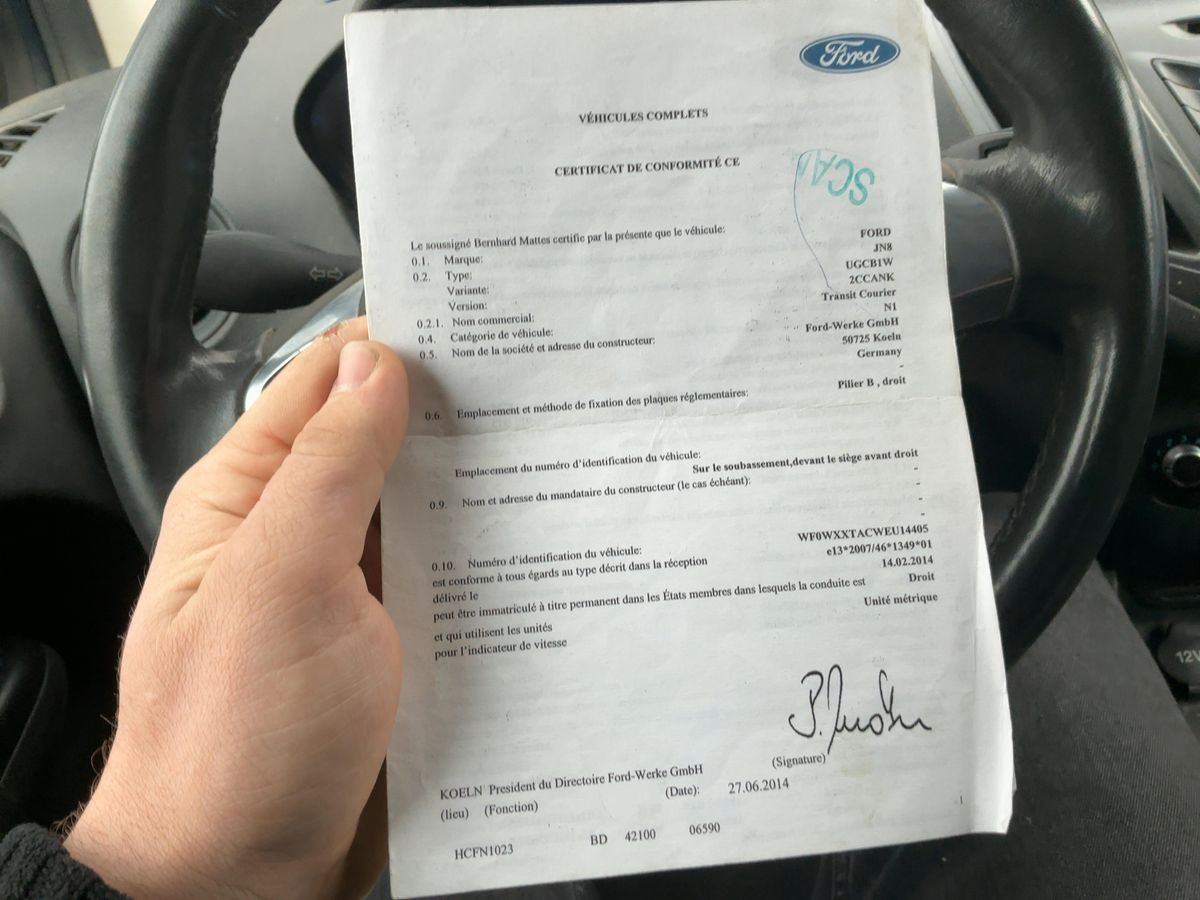 Ford
VÉHICULES COMPLETS
CERTIFICAT DE CONFORMITÉ CE
SCAN
Le soussigné Bernhard Mattes certifie par la présente que le véhicule:
0.1. Marque: FORD
0.2. Type: JN8
Variante: UGCB1W
Version: 2CCANK
0.2.1. Nom commercial: Transit Courier
0.4. Catégorie de véhicule: N1
0.5. Nom de la société et adresse du constructeur: Ford-Werke GmbH
50725 Koeln
Germany
-
0.6. Emplacement et méthode de fixation des plaques réglementaires: Pilier B , droit
Emplacement du numéro d'identification du véhicule:
Sur le soubassement,devant le siège avant droit
0.9. Nom et adresse du mandataire du constructeur (le cas échéant): -
-
-
0.10. Numéro d'identification du véhicule: WF0WXXTACWEU14405
est conforme à tous égards au type décrit dans la réception e13*2007/46*1349*01
délivré le 14.02.2014
peut être immatriculé à titre permanent dans les États membres dans lesquels la conduite est Droit
et qui utilisent les unités Unité métrique
pour l'indicateur de vitesse
KOELN President du Directoire Ford-Werke GmbH (Signature)
(lieu) (Fonction) (Date): 27.06.2014
1
HCFN1023 BD 42100 06590
12V